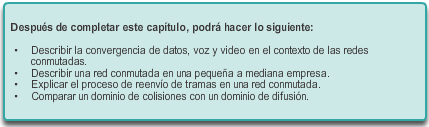 Después de completar este capítulo, podrá hacer lo siguiente:
• Describir la convergencia de datos, voz y video en el contexto de las redes
conmutadas.
• Describir una red conmutada en una pequeña a mediana empresa.
• Explicar el proceso de reenvío de tramas en una red conmutada.
• Comparar un dominio de colisiones con un dominio de difusión.